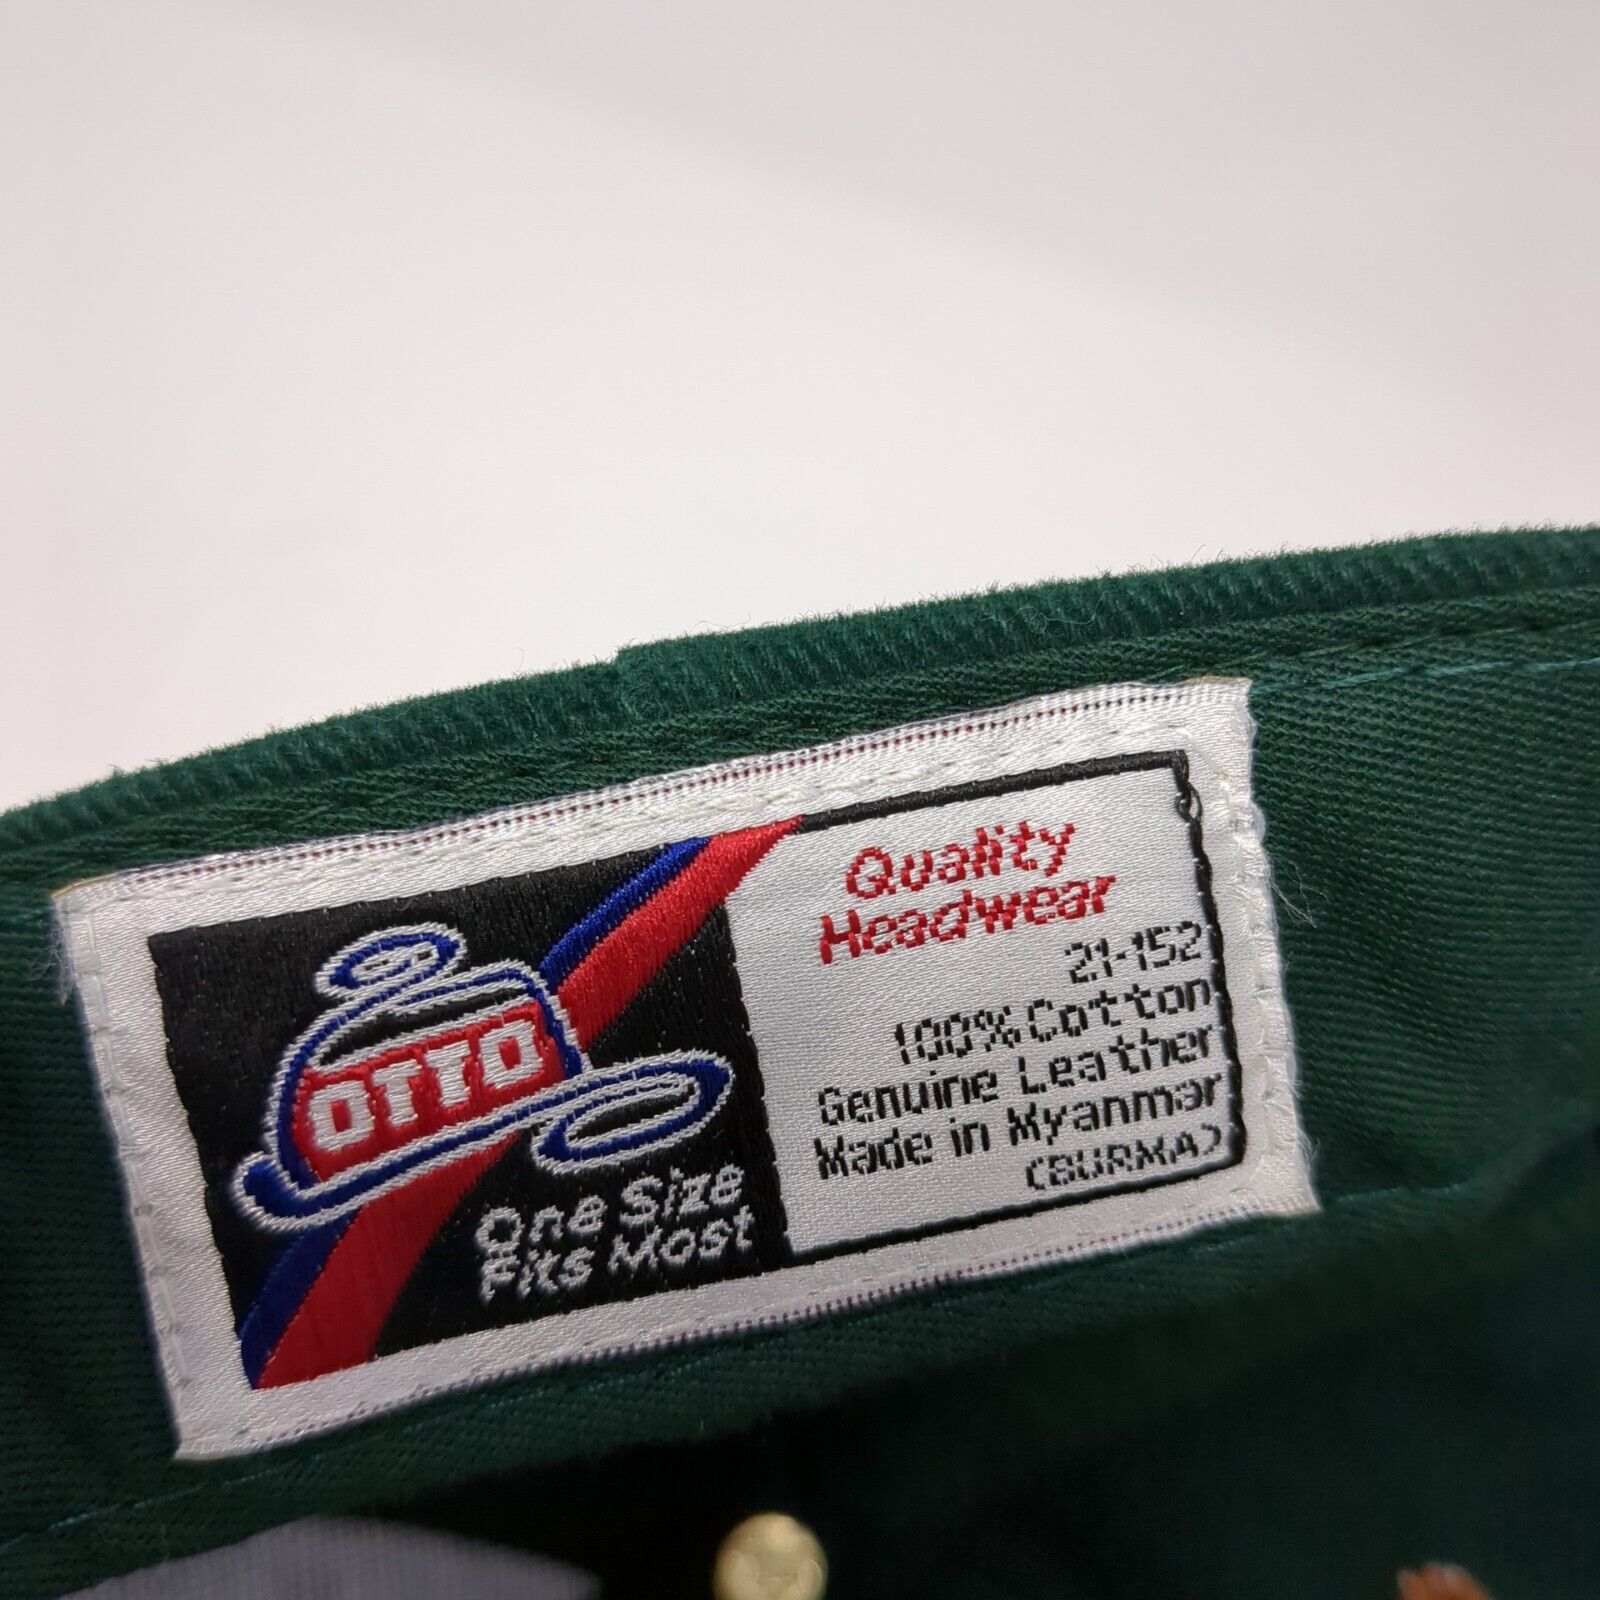 OTTO
One Size
Fits Most
Quality
Headwear
21-152
100% Cotton
Genuine Leather
Made in Myanmar
(BURMA)